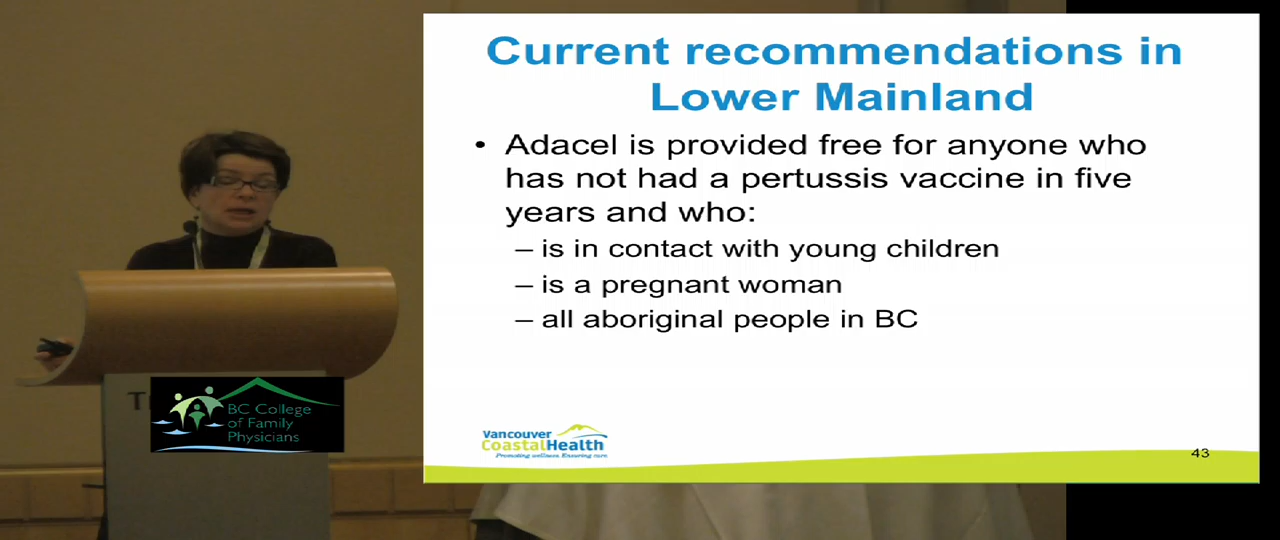 Current recommendations in
Lower Mainland
• Adacel is provided free for anyone who
has not had a pertussis vaccine in five
years and who:
– is in contact with young children
– is a pregnant woman
– all aboriginal people in BC
Vancouver
CoastalHealth
Promoting wellness. Ensuring care.
43
BC College
of Family
Physicians